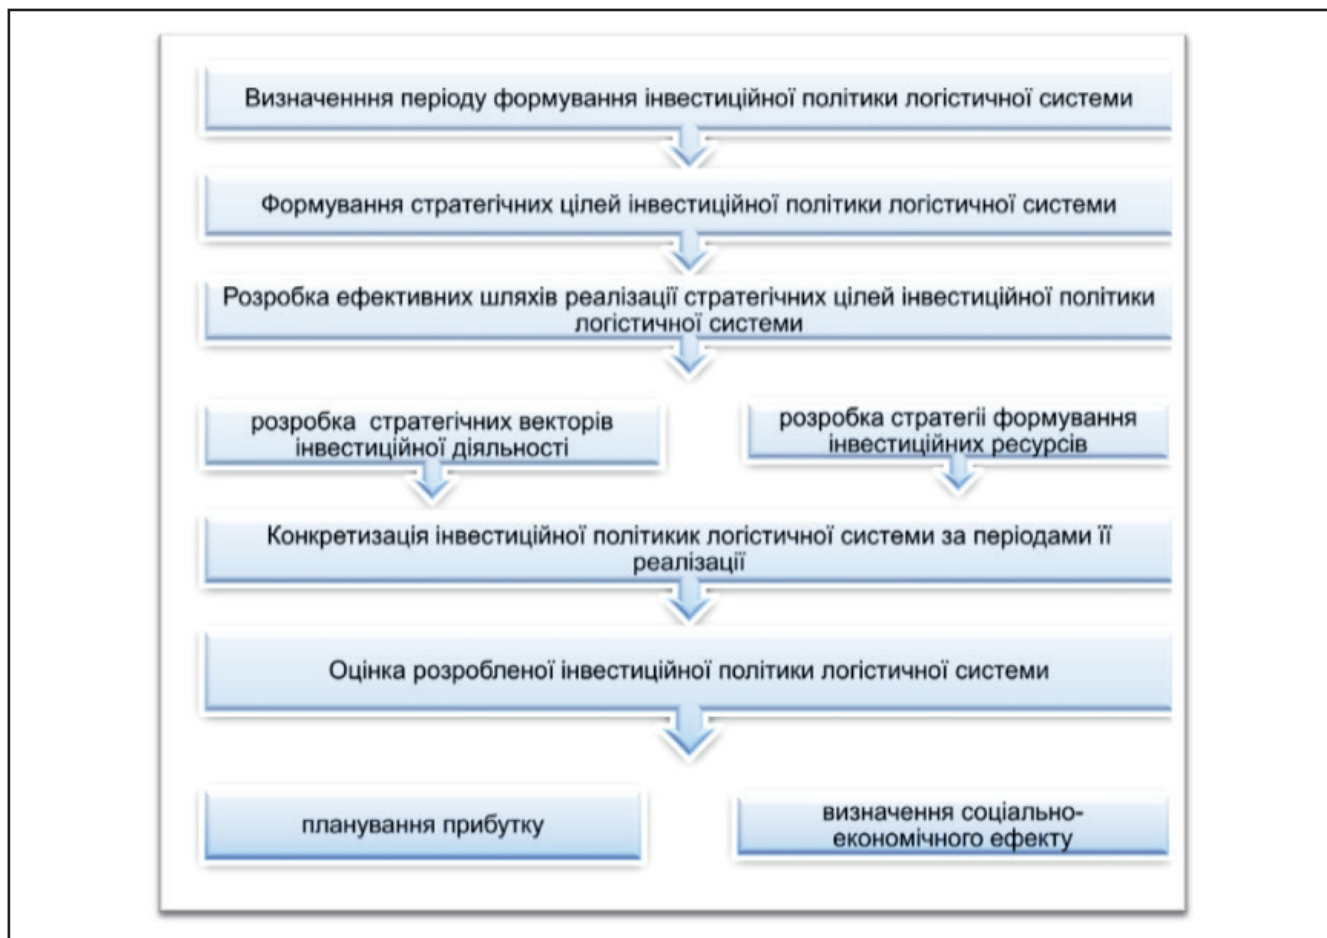 Визначенння періоду формування інвестиційної політики логістичної системи
Формування стратегічних цілей інвестиційної політики логістичної системи
Розробка ефективних шляхів реалізації стратегічних цілей інвестиційної політики
логістичної системи
розробка стратегічних векторів
інвестиційної діяльності
розробка стратегіі формування
інвестиційних ресурсів
Конкретизація інвестиційної політикик логістичної системи за періодами її
реалізації
Оцінка розробленої інвестиційної політики логістичної системи
планування прибутку
визначення соціально-
економічного ефекту